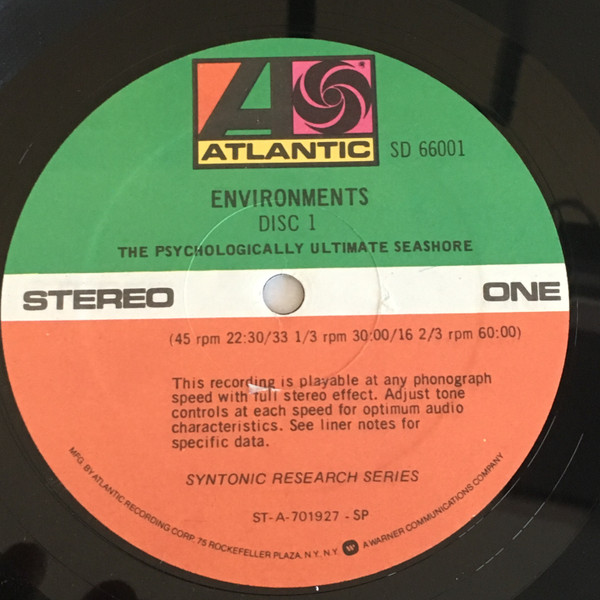 ATLANTIC
SD 66001
ENVIRONMENTS
DISC 1
THE PSYCHOLOGICALLY ULTIMATE SEASHORE
STEREO ONE
(45 rpm 22:30/33 1/3 rpm 30:00/16 2/3 rpm 60:00)
This recording is playable at any phonograph
speed with full stereo effect. Adjust tone
controls at each speed for optimum audio
characteristics. See liner notes for
specific data.
SYNTONIC RESEARCH SERIES
ST-A-701927 - SP
MFG. BY ATLANTIC RECORDING CORP. 75 ROCKEFELLER PLAZA, N.Y. N.Y. A WARNER COMMUNICATIONS COMPANY